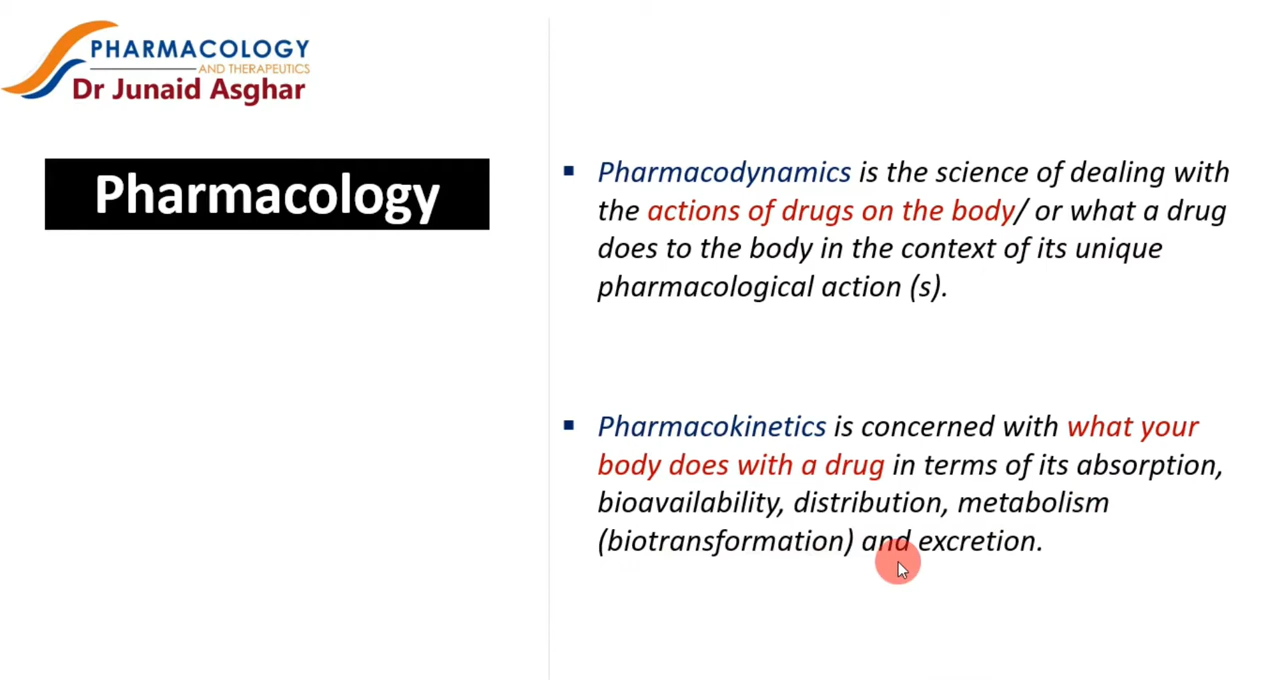 PHARMACOLOGY
AND THERAPEUTICS
Dr Junaid Asghar
Pharmacology
▪ Pharmacodynamics is the science of dealing with
the actions of drugs on the body/ or what a drug
does to the body in the context of its unique
pharmacological action (s).
▪ Pharmacokinetics is concerned with what your
body does with a drug in terms of its absorption,
bioavailability, distribution, metabolism
(biotransformation) and excretion.